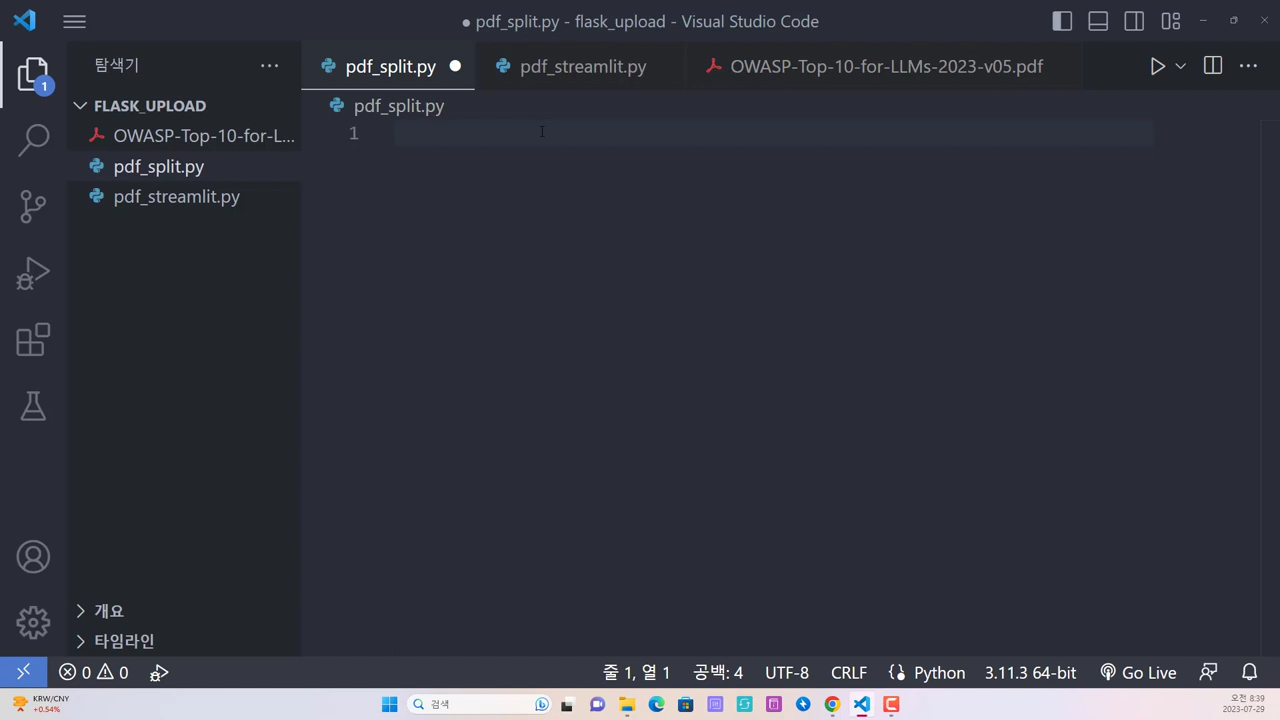 pdf_split.py - flask_upload - Visual Studio Code
탐색기
pdf_split.py
pdf_streamlit.py
OWASP-Top-10-for-LLMs-2023-v05.pdf
FLASK_UPLOAD
pdf_split.py
OWASP-Top-10-for-L...
1
pdf_split.py
pdf_streamlit.py
1
개요
타임라인
0
0
줄 1, 열 1
공백: 4
UTF-8
CRLF
Python
3.11.3 64-bit
Go Live
KRW/CNY
+0.54%
검색
오전 8:39
2023-07-29